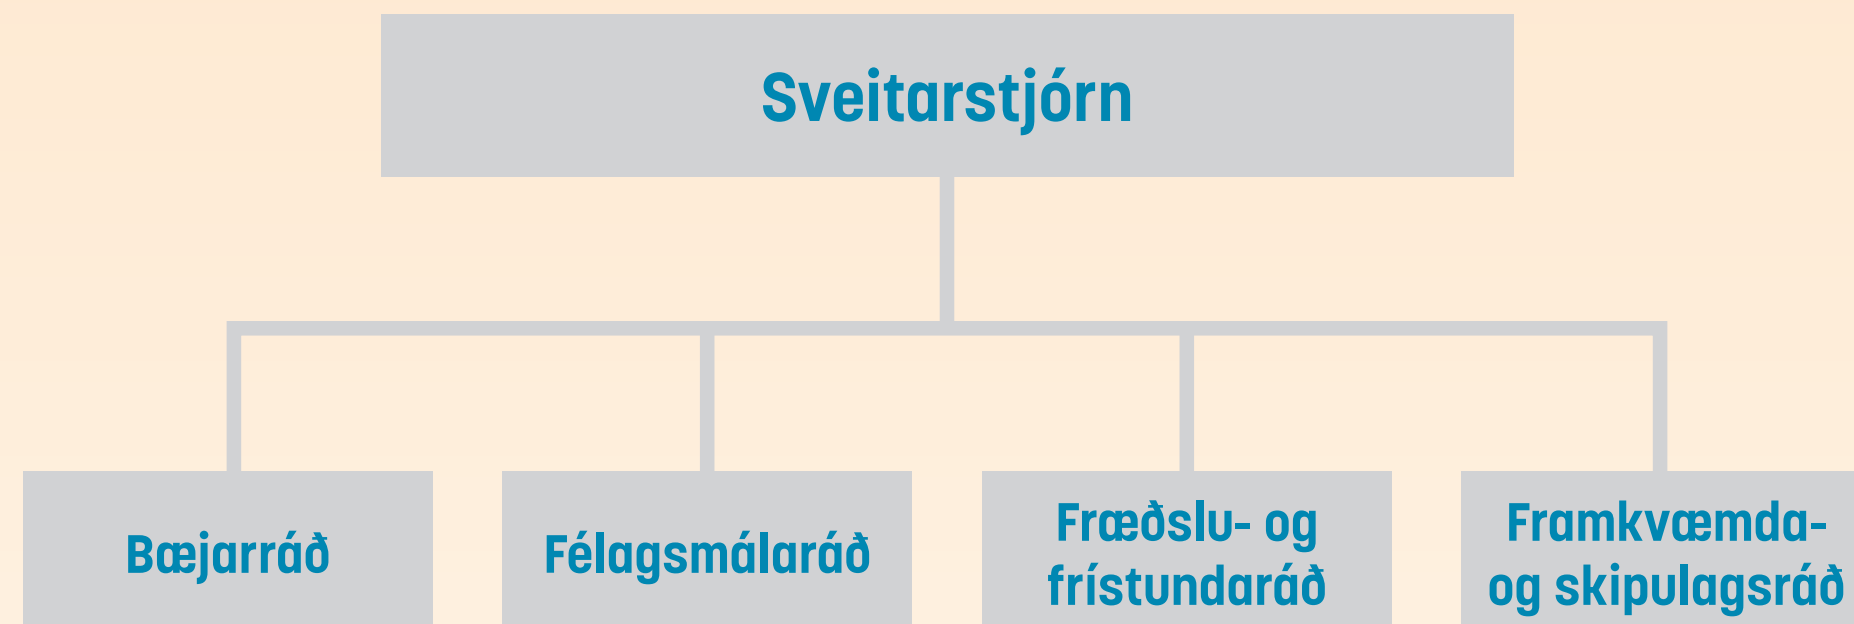 Sveitarstjórn
Bæjarráð
Félagsmálaráð
Fræðslu- og
frístundaráð
Framkvæmda-
og skipulagsráð